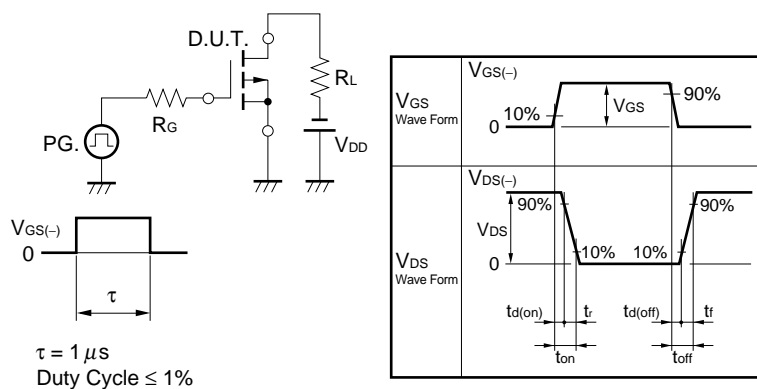 D.U.T.
RL
RG
PG.
VDD
VGS(−)
0
τ
τ = 1 μs
Duty Cycle ≤ 1%
VGS
Wave Form
VGS(−)
10%
0
VGS
90%
VDS
Wave Form
VDS(−)
90%
VDS
0
10%
10%
90%
td(on)
tr
td(off)
tf
ton
toff